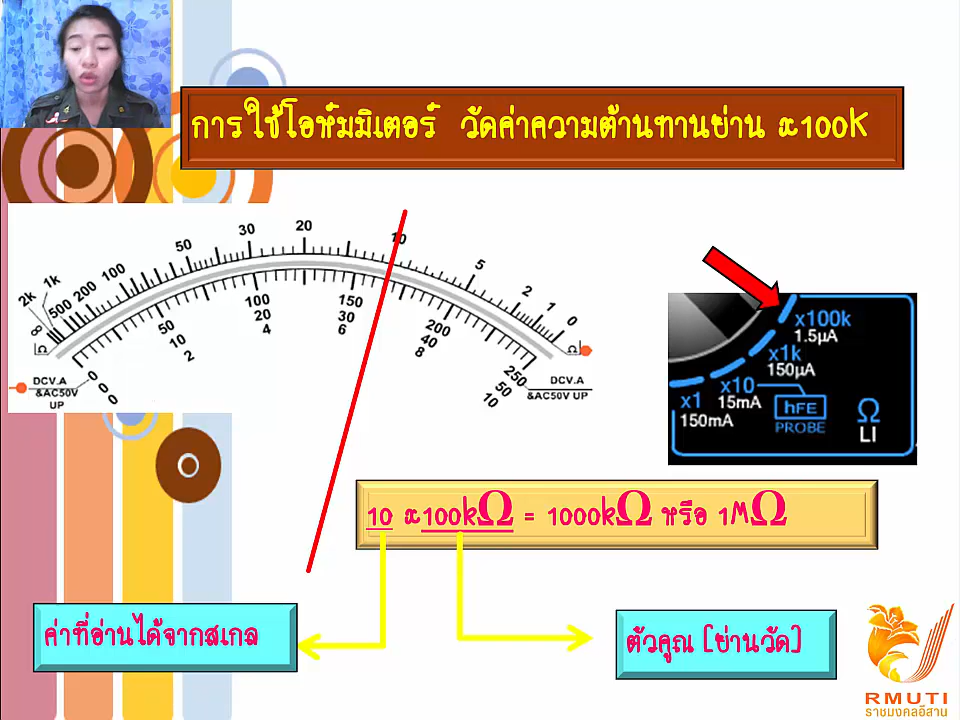 การใช้โอห์มมิเตอร์ วัดค่าความต้านทานย่าน x100K
2k 1k 500 200 100 50 30 20 10 5 2 1 0
∞
Ω
Ω
0 50 100 150 200 250
0 10 20 30 40 50
0 2 4 6 8 10
DCV.A
&AC50V
UP
DCV.A
&AC50V UP
x100k
1.5µA
x1k
150µA
x10
15mA
x1
150mA
hFE
PROBE
Ω
LI
10 x100kΩ = 1000kΩ หรือ 1MΩ
ค่าที่อ่านได้จากสเกล
ตัวคูณ [ย่านวัด]
RMUTI
ราชมงคลอีสาน